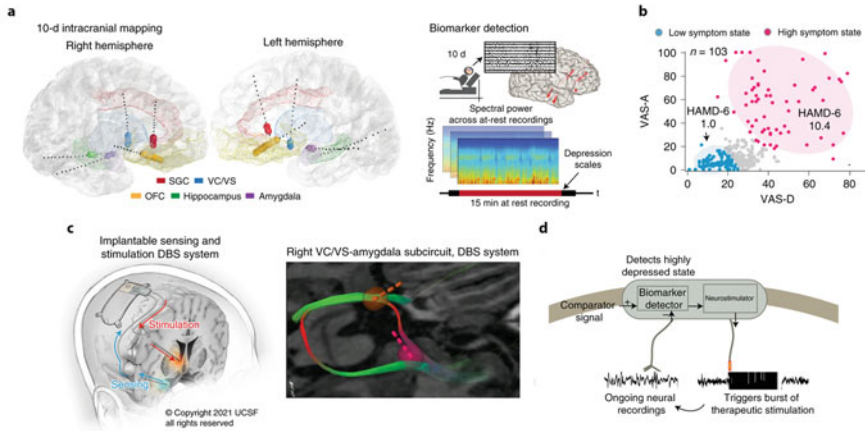 a
10-d intracranial mapping
Right hemisphere
Left hemisphere
SGC
VC/VS
OFC
Hippocampus
Amygdala
Biomarker detection
10 d
Spectral power
across at-rest recordings
Frequency (Hz)
Depression
scales
t
15 min at rest recording
b
Low symptom state
High symptom state
n = 103
100
80
60
40
20
0
VAS-A
HAMD-6
1.0
HAMD-6
10.4
0
20
40
60
80
VAS-D
c
Implantable sensing and
stimulation DBS system
Stimulation
Sensing
© Copyright 2021 UCSF
all rights reserved
Right VC/VS-amygdala subcircuit, DBS system
d
Detects highly
depressed state
Comparator
signal
+
Biomarker
detector
Neurostimulator
Ongoing neural
recordings
Triggers burst of
therapeutic stimulation